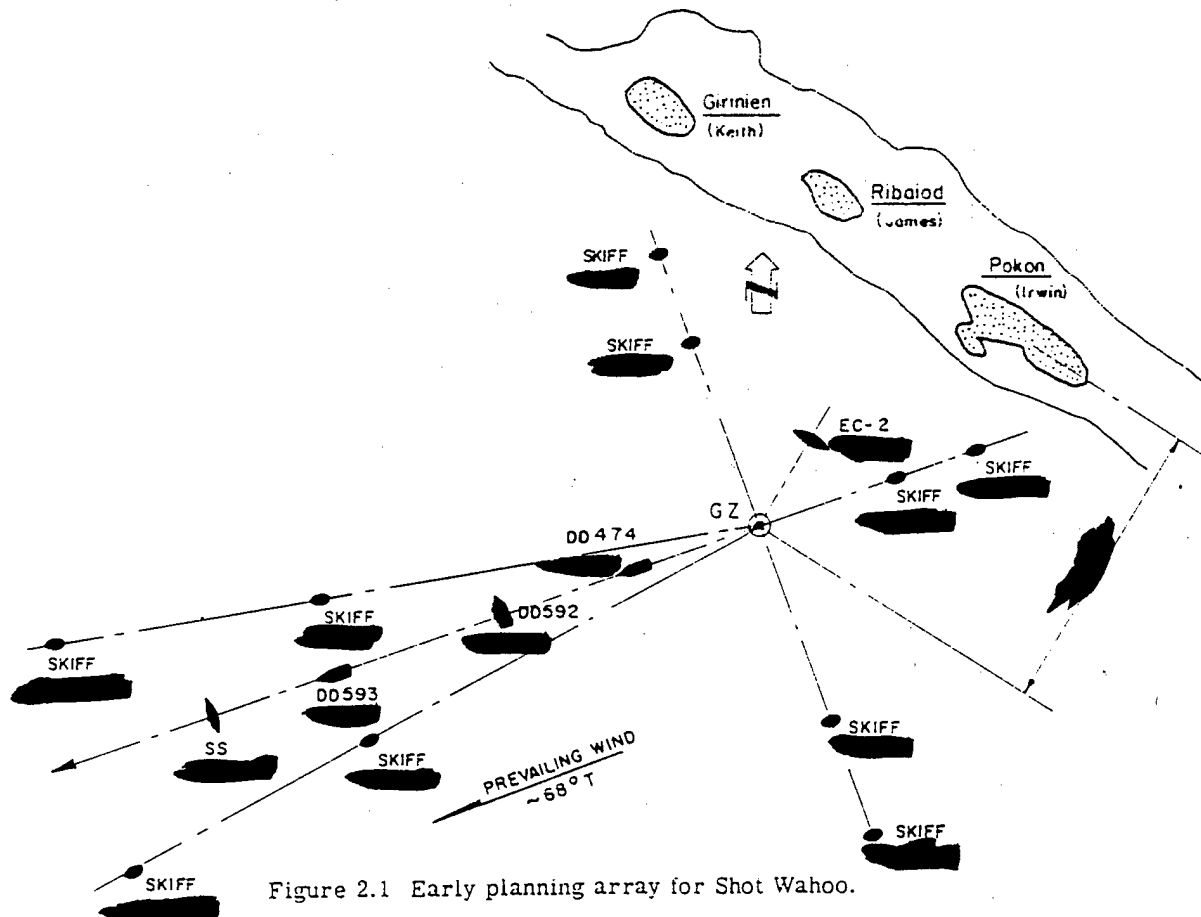 Girinien
(Keith)
Ribaiod
(James)
Pokon
(Irwin)
SKIFF
N
SKIFF
EC-2
SKIFF
SKIFF
GZ
DD474
DD592
SKIFF
SKIFF
DD593
SS
SKIFF
SKIFF
PREVAILING WIND
~68°T
SKIFF
SKIFF
Figure 2.1 Early planning array for Shot Wahoo.